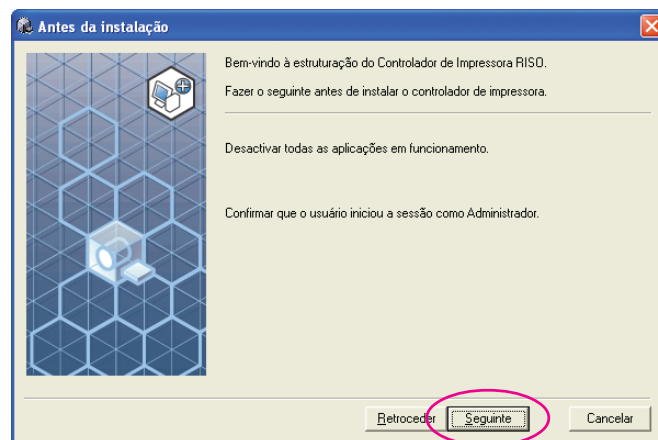 Antes da instalação
Bem-vindo à estruturação do Controlador de Impressora RISO.
Fazer o seguinte antes de instalar o controlador de impressora.
Desactivar todas as aplicações em funcionamento.
Confirmar que o usuário iniciou a sessão como Administrador.
Retroceder Seguinte Cancelar